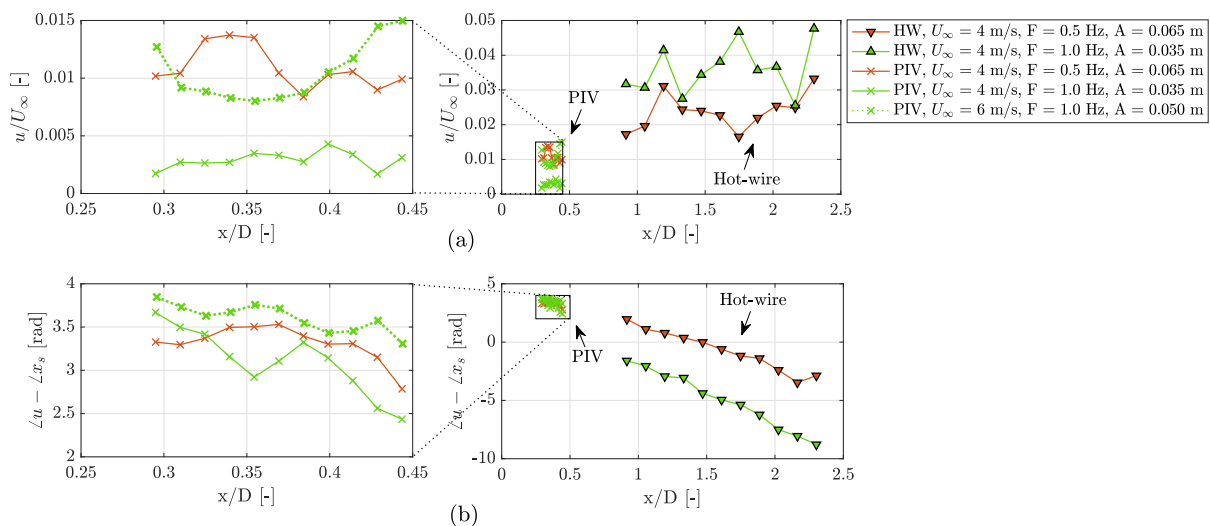 0.015
0.01
0.005
0
u/U∞ [-]
0.25 0.3 0.35 0.4 0.45
x/D [-]
0.05
0.04
0.03
0.02
0.01
0
u/U∞ [-]
PIV
Hot-wire
0 0.5 1 1.5 2 2.5
x/D [-]
HW, U∞ = 4 m/s, F = 0.5 Hz, A = 0.065 m
HW, U∞ = 4 m/s, F = 1.0 Hz, A = 0.035 m
PIV, U∞ = 4 m/s, F = 0.5 Hz, A = 0.065 m
PIV, U∞ = 4 m/s, F = 1.0 Hz, A = 0.035 m
PIV, U∞ = 6 m/s, F = 1.0 Hz, A = 0.050 m
(a)
4
3.5
3
2.5
2
∠u − ∠xₛ [rad]
0.25 0.3 0.35 0.4 0.45
x/D [-]
5
0
-5
-10
∠u − ∠xₛ [rad]
Hot-wire
PIV
0 0.5 1 1.5 2 2.5
x/D [-]
(b)